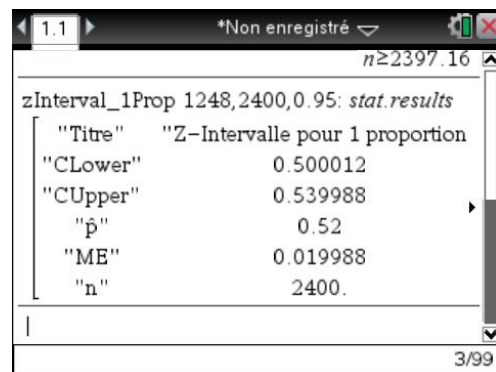 1.1 *Non enregistré
n≥2397.16
zInterval_1Prop 1248,2400,0.95: stat.results
"Titre" "Z−Intervalle pour 1 proportion
"CLower" 0.500012
"CUpper" 0.539988
"p̂" 0.52
"ME" 0.019988
"n" 2400.
3/99